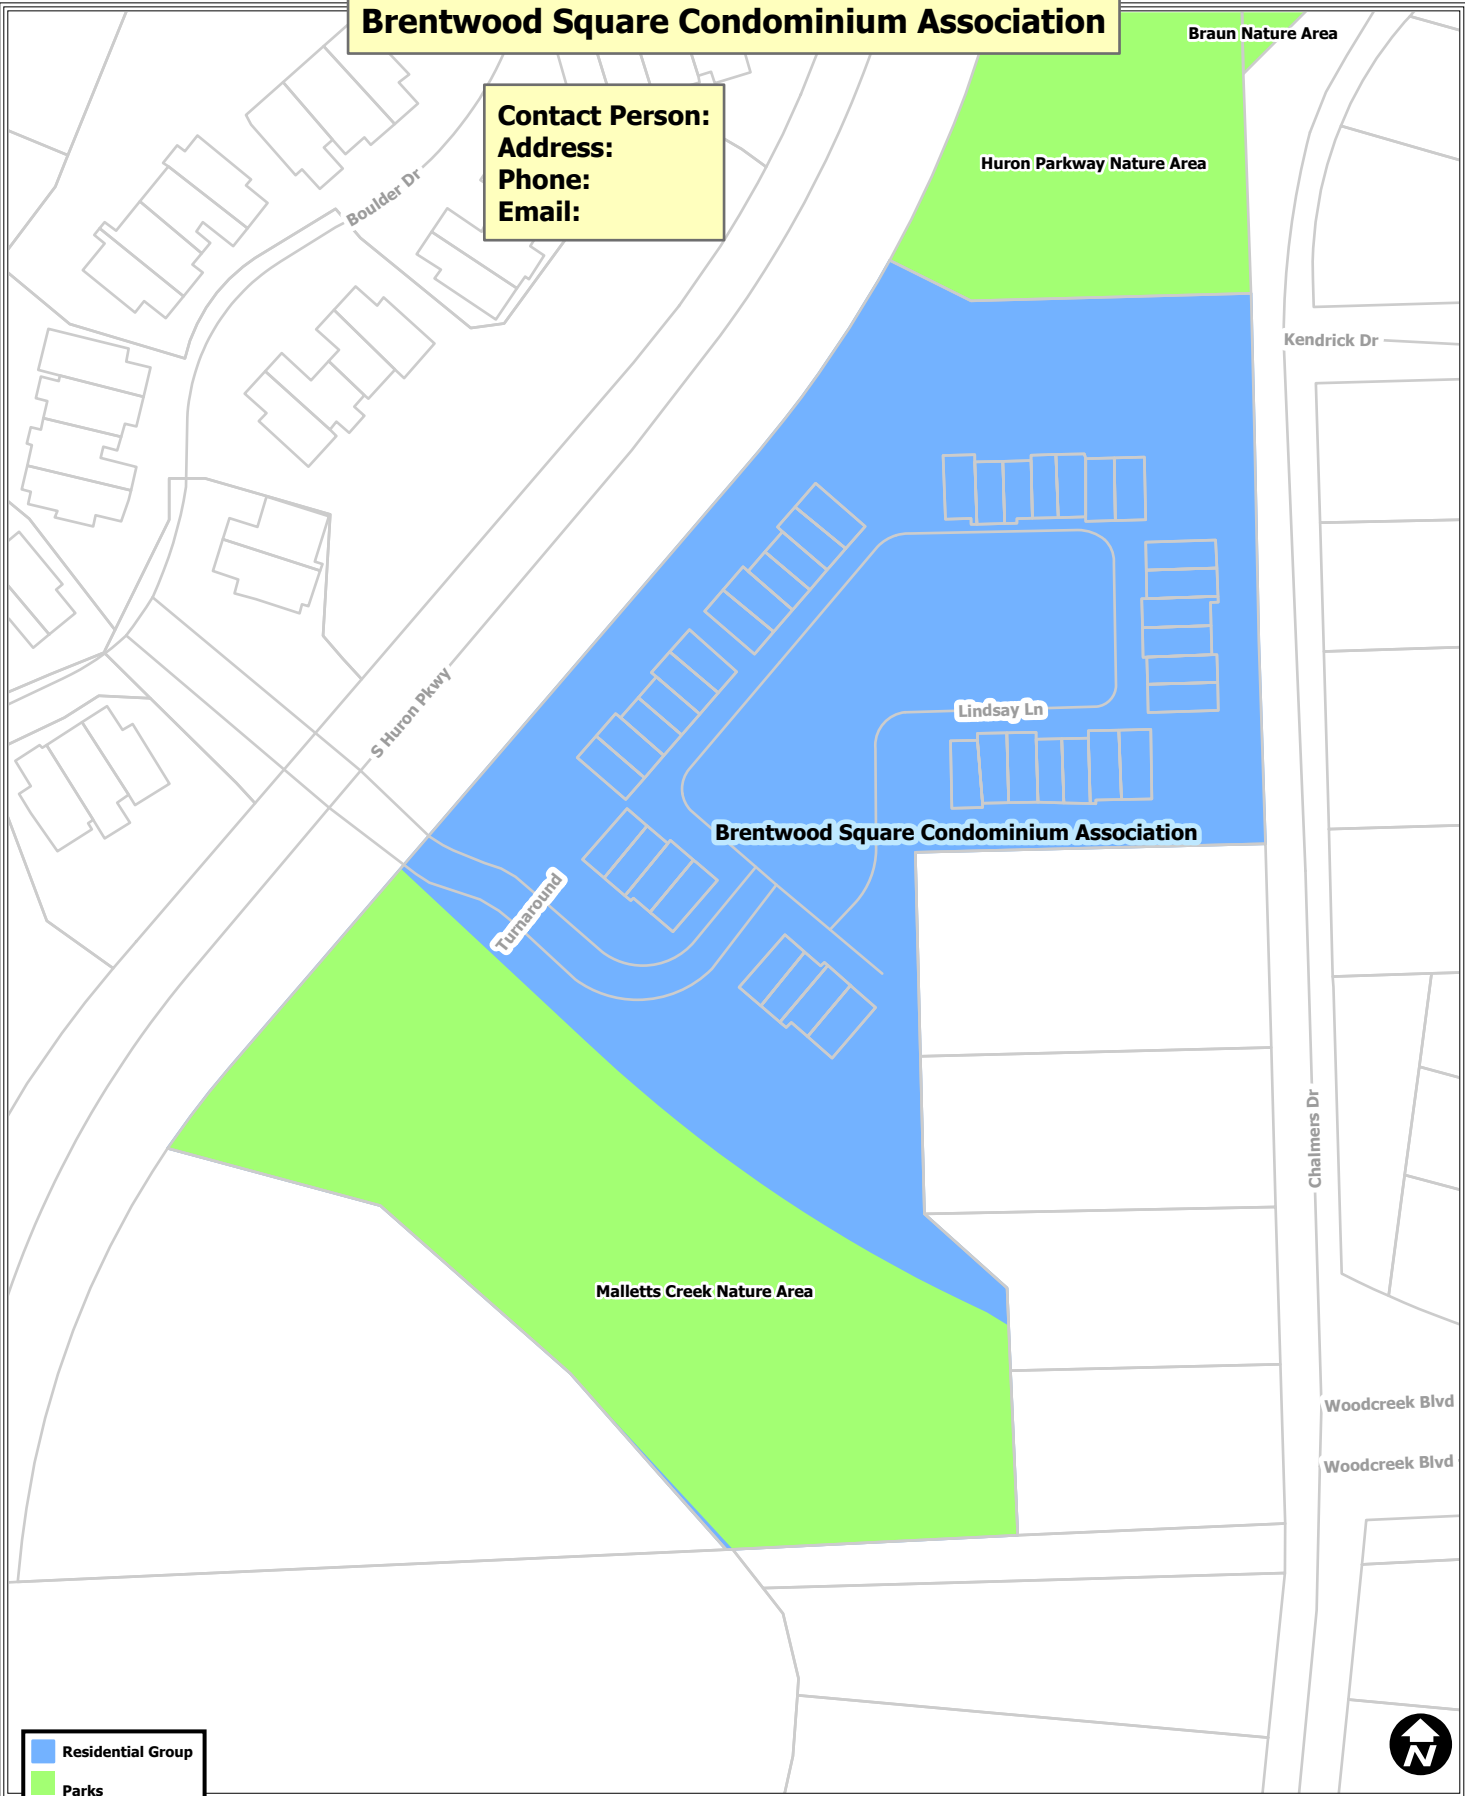 Brentwood Square Condominium Association
Braun Nature Area
Contact Person:
Address:
Phone:
Email:
Huron Parkway Nature Area
Boulder Dr
Kendrick Dr
S Huron Pkwy
Lindsay Ln
Brentwood Square Condominium Association
Turnaround
Chalmers Dr
Malletts Creek Nature Area
Woodcreek Blvd
Woodcreek Blvd
Residential Group
Parks
N